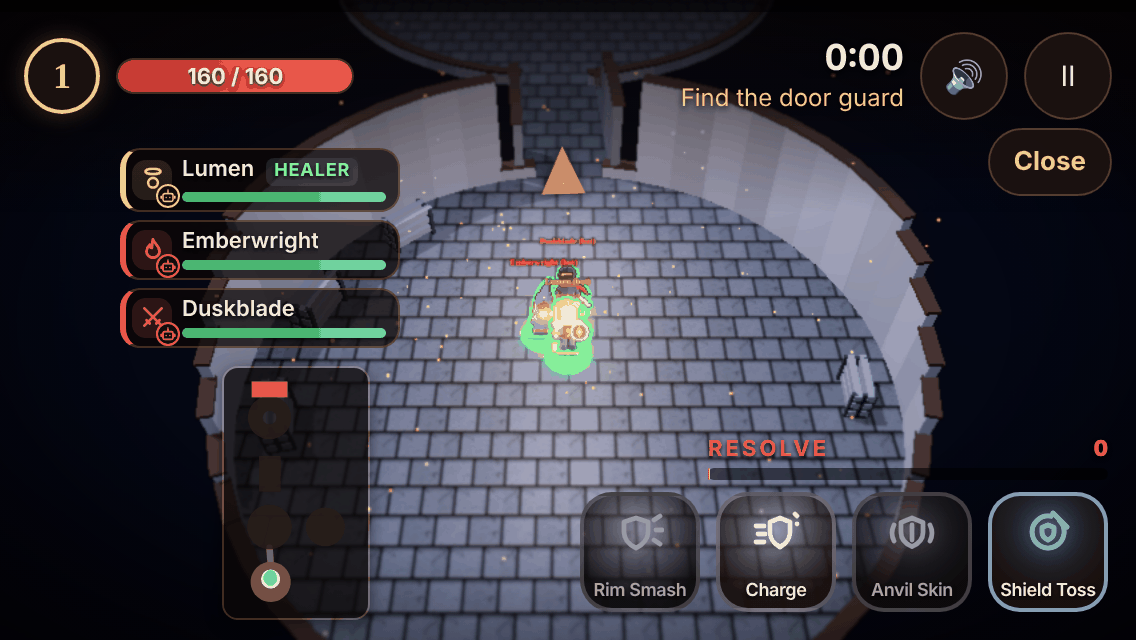 1
160 / 160
0:00
Find the door guard
Close
Lumen HEALER
Emberwright
Duskblade
RESOLVE 0
Rim Smash
Charge
Anvil Skin
Shield Toss